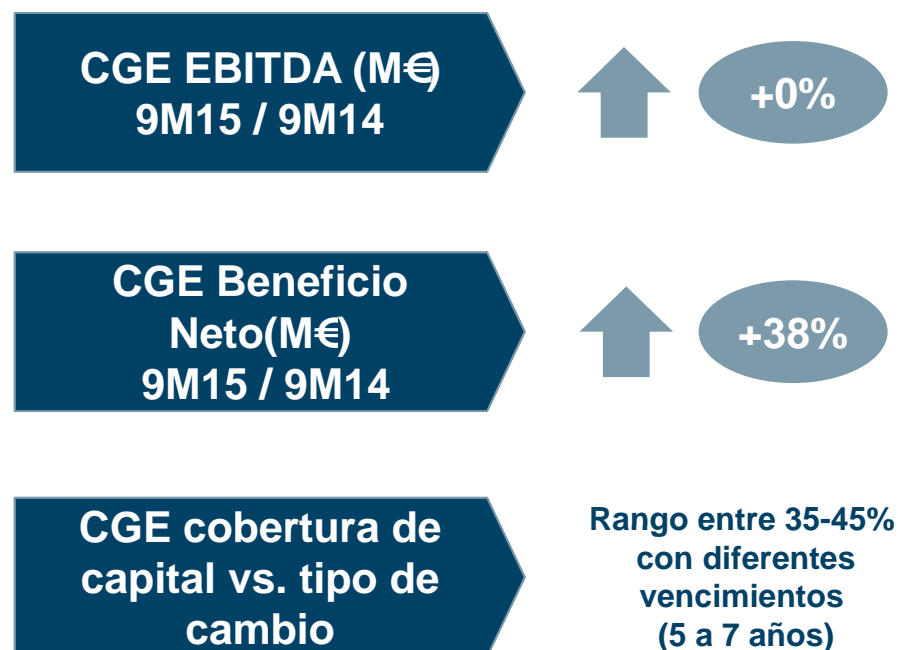 CGE EBITDA (M€)
9M15 / 9M14
+0%
CGE Beneficio
Neto(M€)
9M15 / 9M14
+38%
CGE cobertura de
capital vs. tipo de
cambio
Rango entre 35-45%
con diferentes
vencimientos
(5 a 7 años)